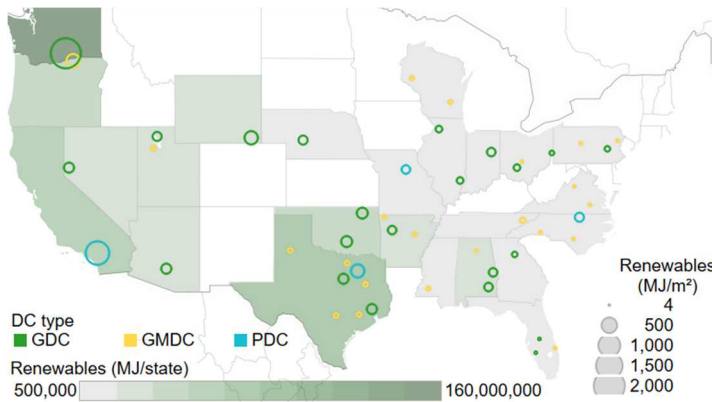 Renewables
(MJ/m²)
4
500
1,000
1,500
2,000
DC type
GDC GMDC PDC
Renewables (MJ/state)
500,000 160,000,000